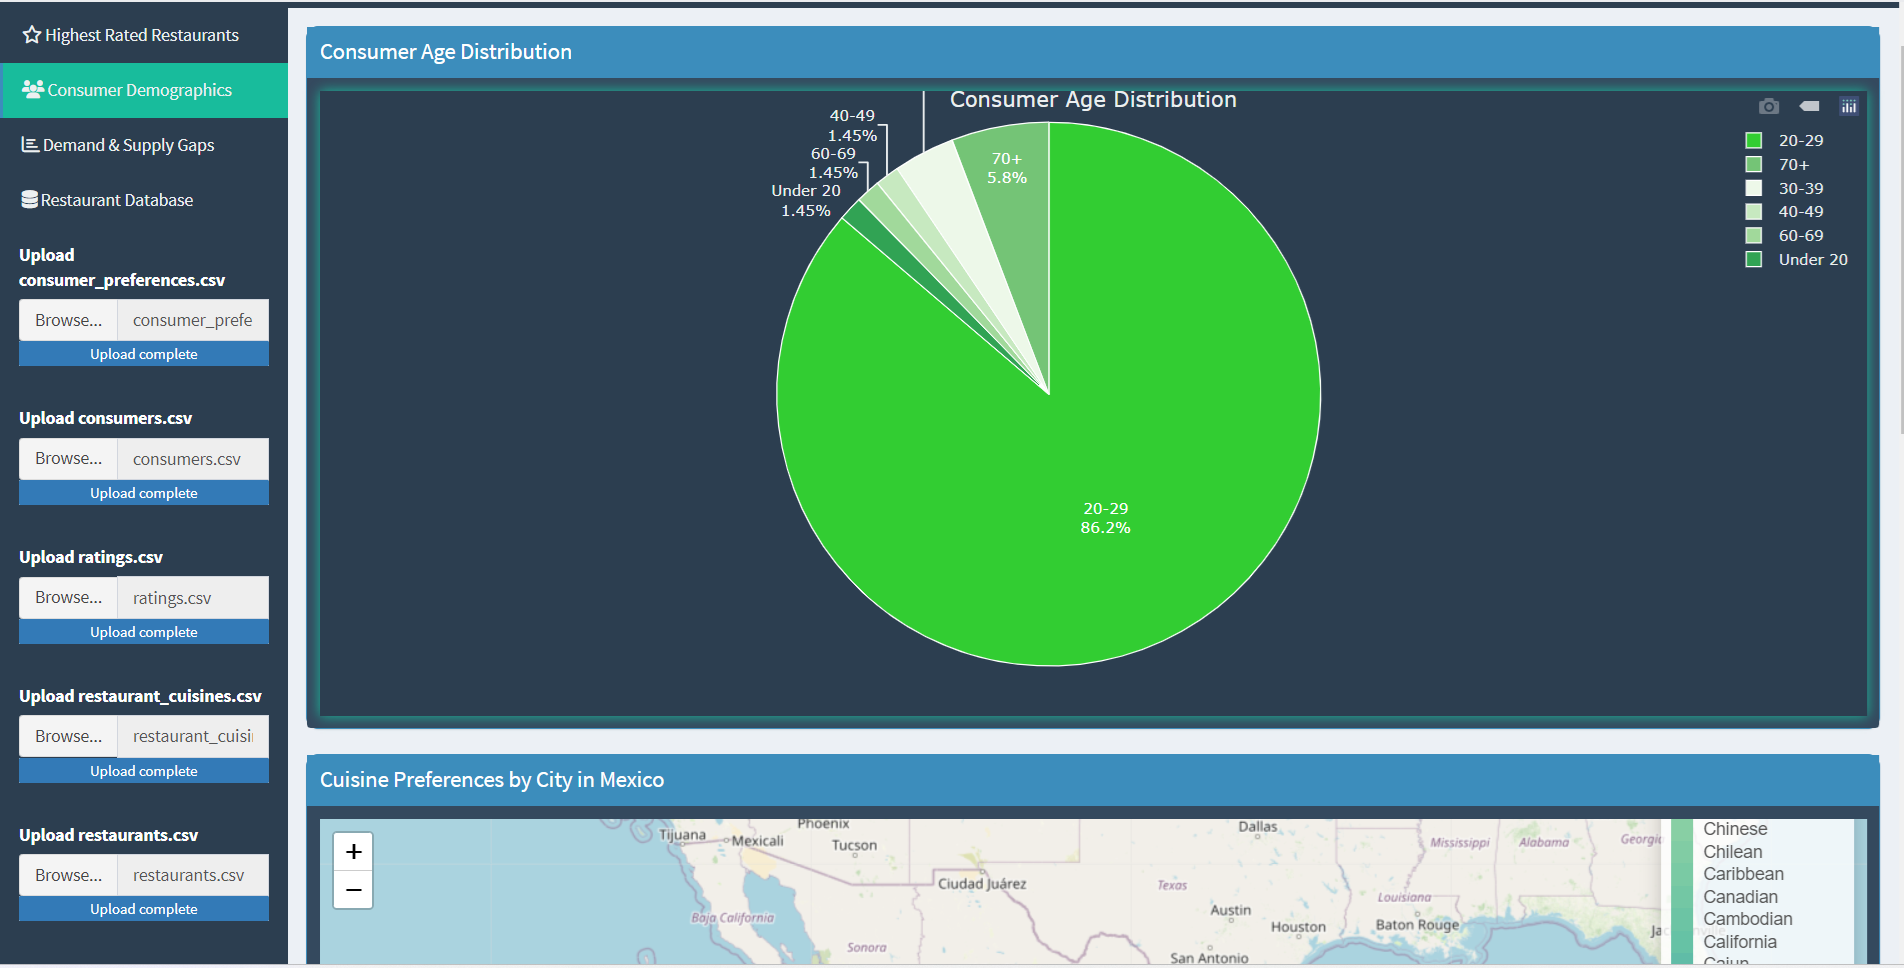 Highest Rated Restaurants
Consumer Demographics
Demand & Supply Gaps
Restaurant Database
Upload
consumer_preferences.csv
Browse...
consumer_prefe
Upload complete
Upload consumers.csv
Browse...
consumers.csv
Upload complete
Upload ratings.csv
Browse...
ratings.csv
Upload complete
Upload restaurant_cuisines.csv
Browse...
restaurant_cuisi
Upload complete
Upload restaurants.csv
Browse...
restaurants.csv
Upload complete
Consumer Age Distribution
Consumer Age Distribution
40-49
1.45%
60-69
1.45%
Under 20
1.45%
70+
5.8%
20-29
86.2%
20-29
70+
30-39
40-49
60-69
Under 20
Cuisine Preferences by City in Mexico
+
−
Tijuana
Mexicali
Phoenix
Tucson
Ciudad Juárez
Baja California
Sonora
Dallas
Texas
Austin
Houston
San Antonio
Mississippi
Alabama
Georgia
Louisiana
Baton Rouge
Chinese
Chilean
Caribbean
Canadian
Cambodian
California
Cajun